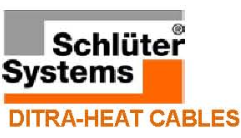 Schlüter®
Systems
DITRA-HEAT CABLES